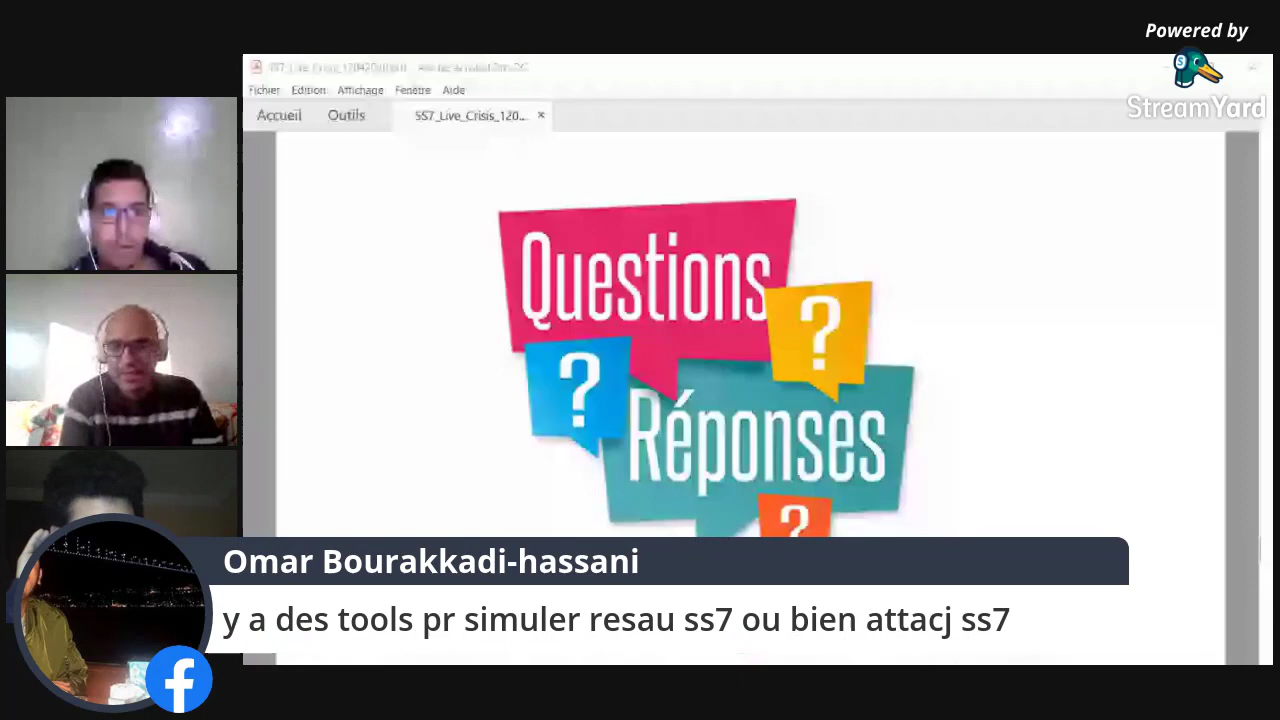 Powered by
StreamYard
Fichier Edition Affichage Fenêtre Aide
Accueil Outils SS7_Live_Crisis_120... ×
Questions
?
?
Réponses
?
Omar Bourakkadi-hassani
y a des tools pr simuler resau ss7 ou bien attacj ss7